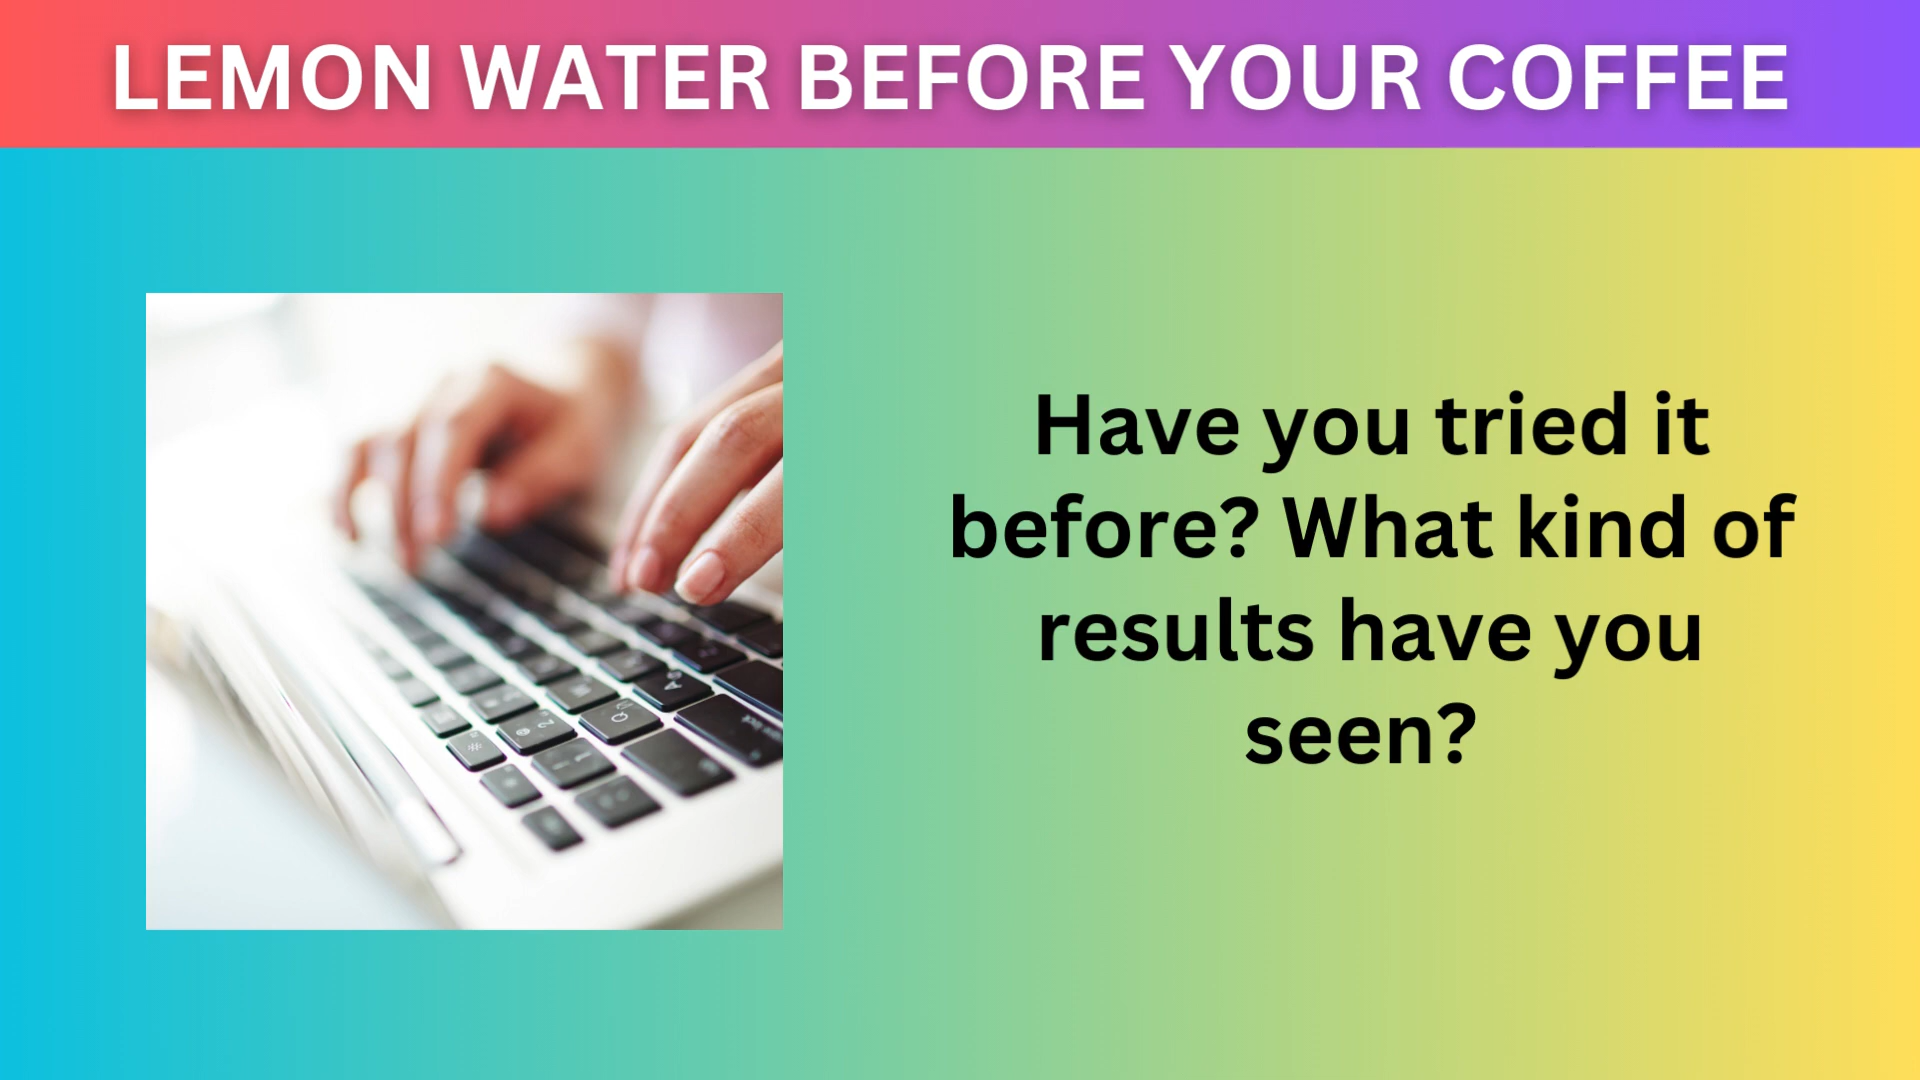 LEMON WATER BEFORE YOUR COFFEE
Have you tried it
before? What kind of
results have you
seen?